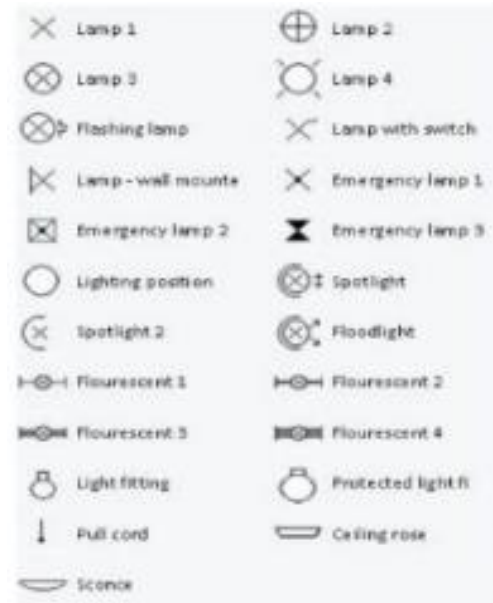 Lamp 1
Lamp 2
Lamp 3
Lamp 4
Flashing lamp
Lamp with switch
Lamp - wall mounte
Emergency lamp 1
Emergency lamp 2
Emergency lamp 3
Lighting position
Spotlight
Spotlight 2
Floodlight
Flourescent 1
Flourescent 2
Flourescent 3
Flourescent 4
Light fitting
Protected light fi
Pull cord
Ceiling rose
Sconce